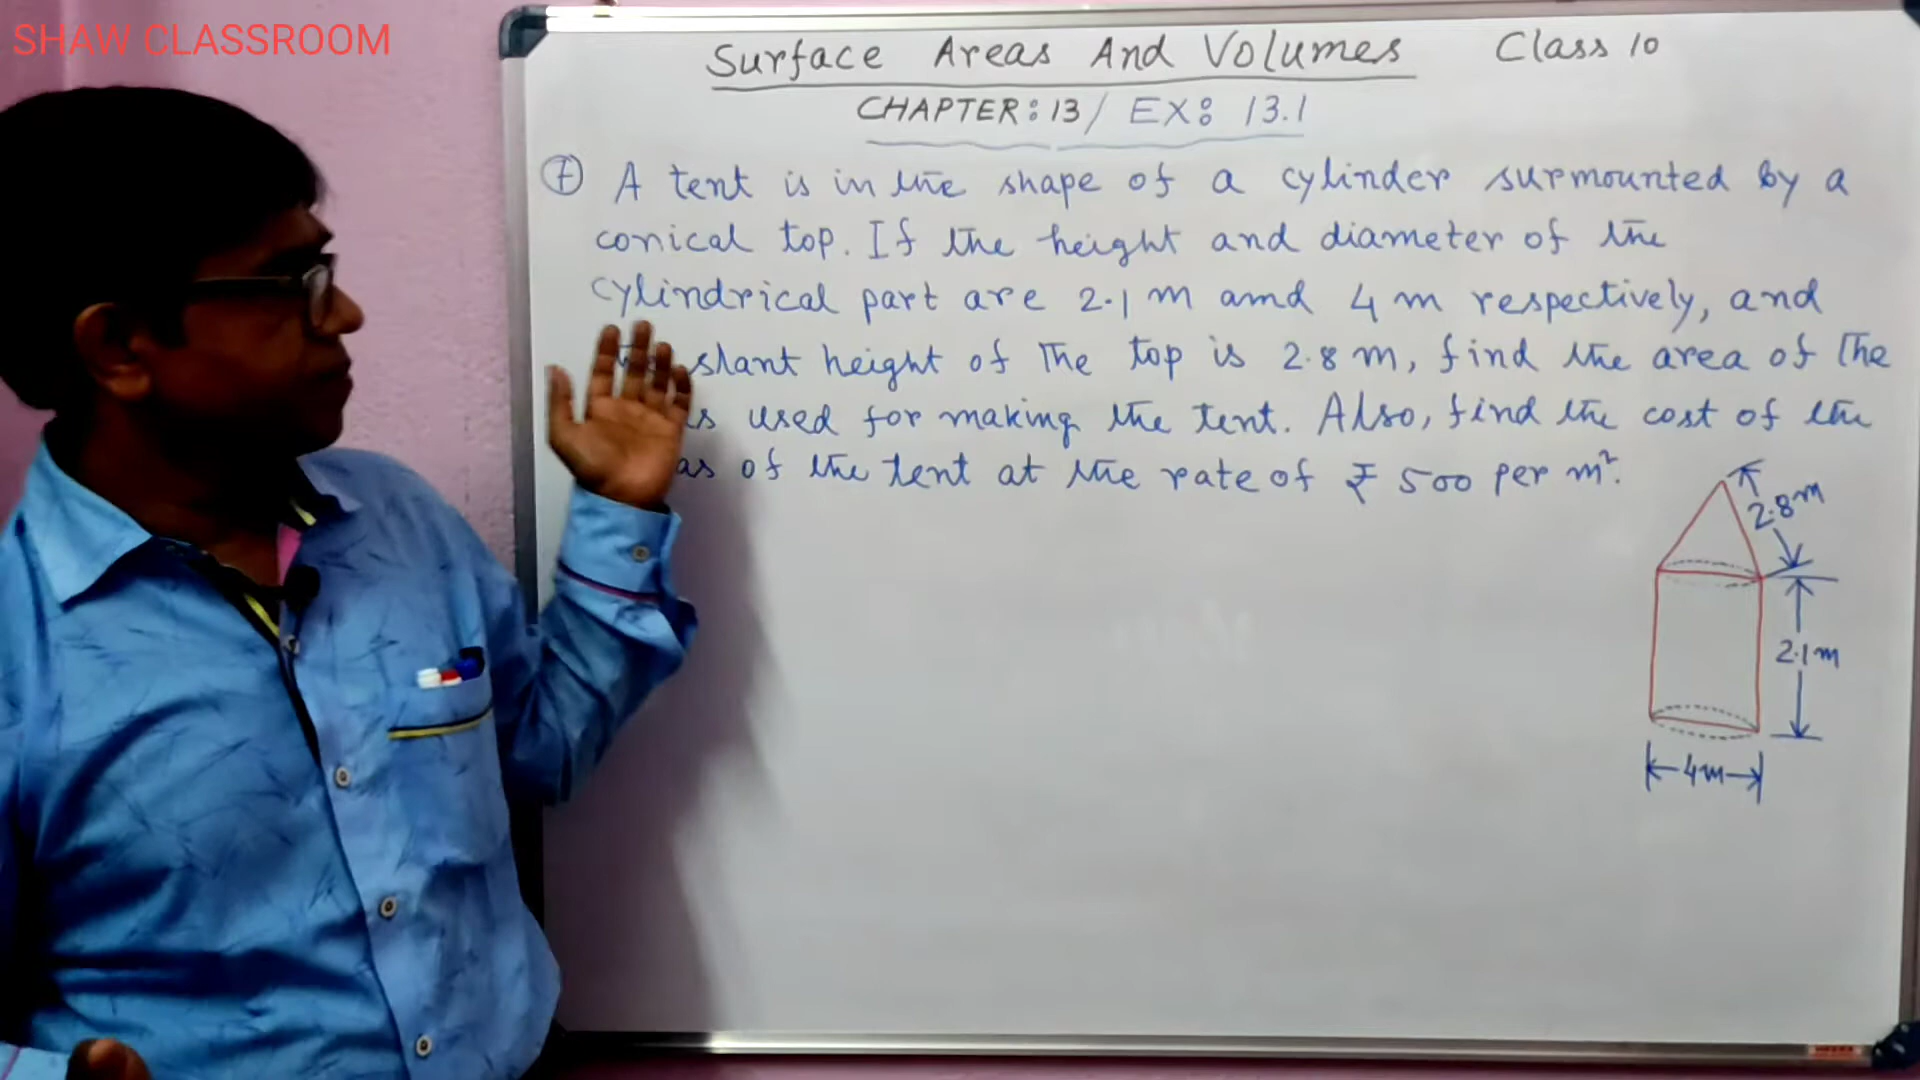 SHAW CLASSROOM
Surface Areas And Volumes Class 10
CHAPTER: 13 / EX: 13.1
7 A tent is in the shape of a cylinder surmounted by a
conical top. If the height and diameter of the
cylindrical part are 2.1 m amd 4 m respectively, and
slant height of The top is 2.8 m, find the area of The
used for making the tent. Also, find the cost of the
of the tent at the rate of ₹ 500 per m².
2.8m
2.1m
4m